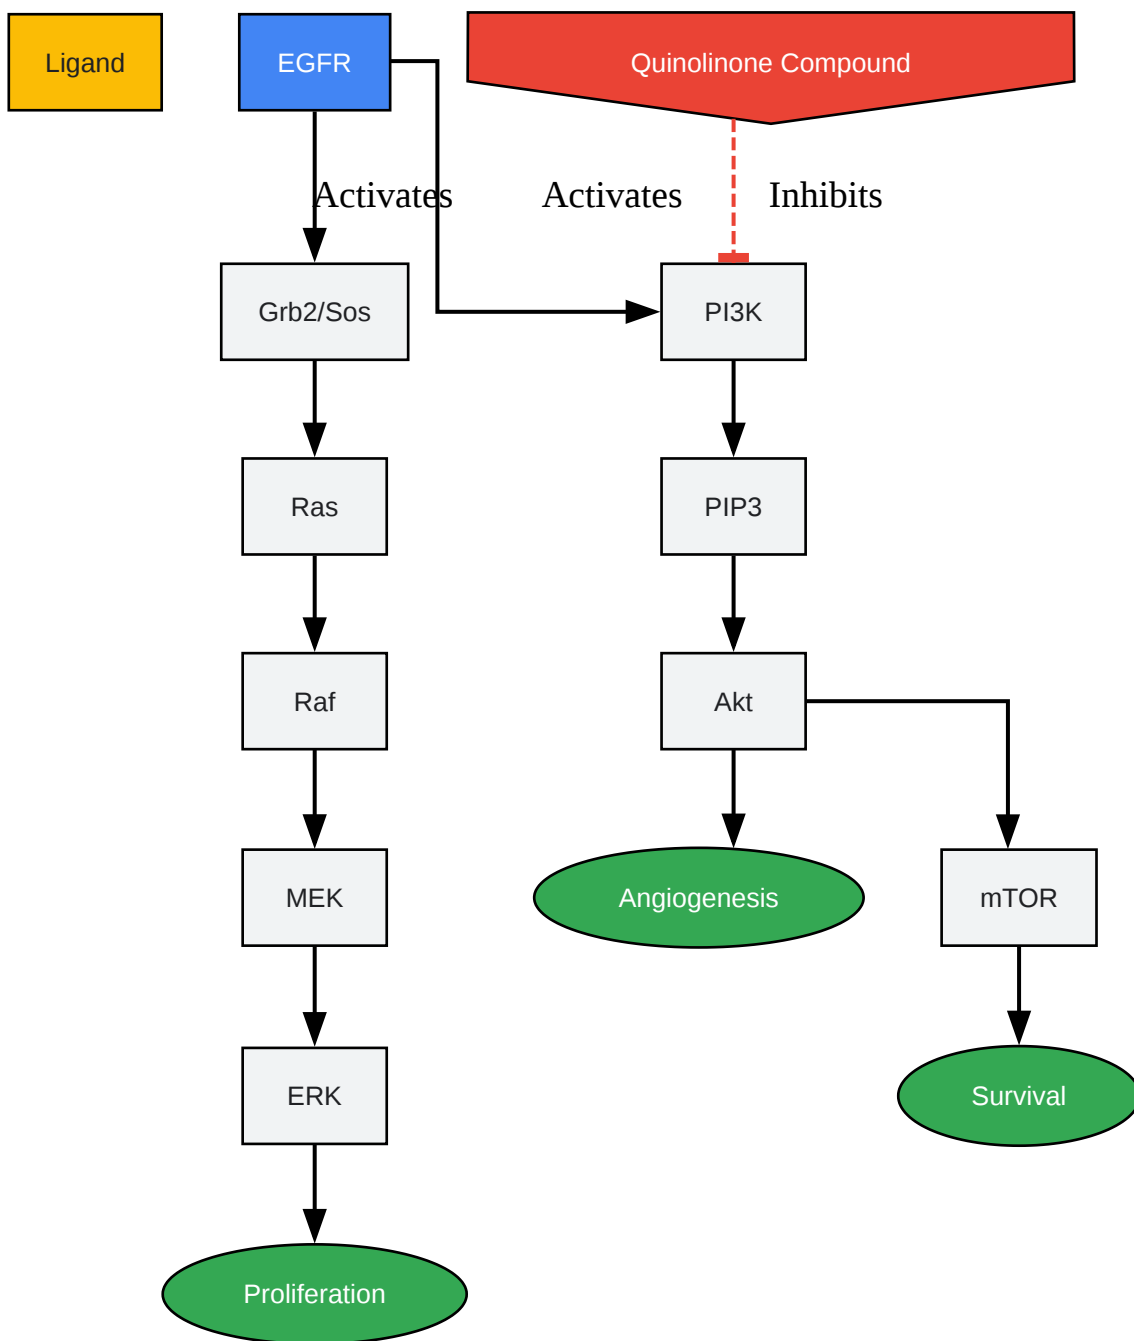 Ligand
EGFR
Quinolinone Compound
Activates
Activates
Inhibits
Grb2/Sos
PI3K
Ras
PIP3
Raf
Akt
MEK
Angiogenesis
mTOR
ERK
Survival
Proliferation